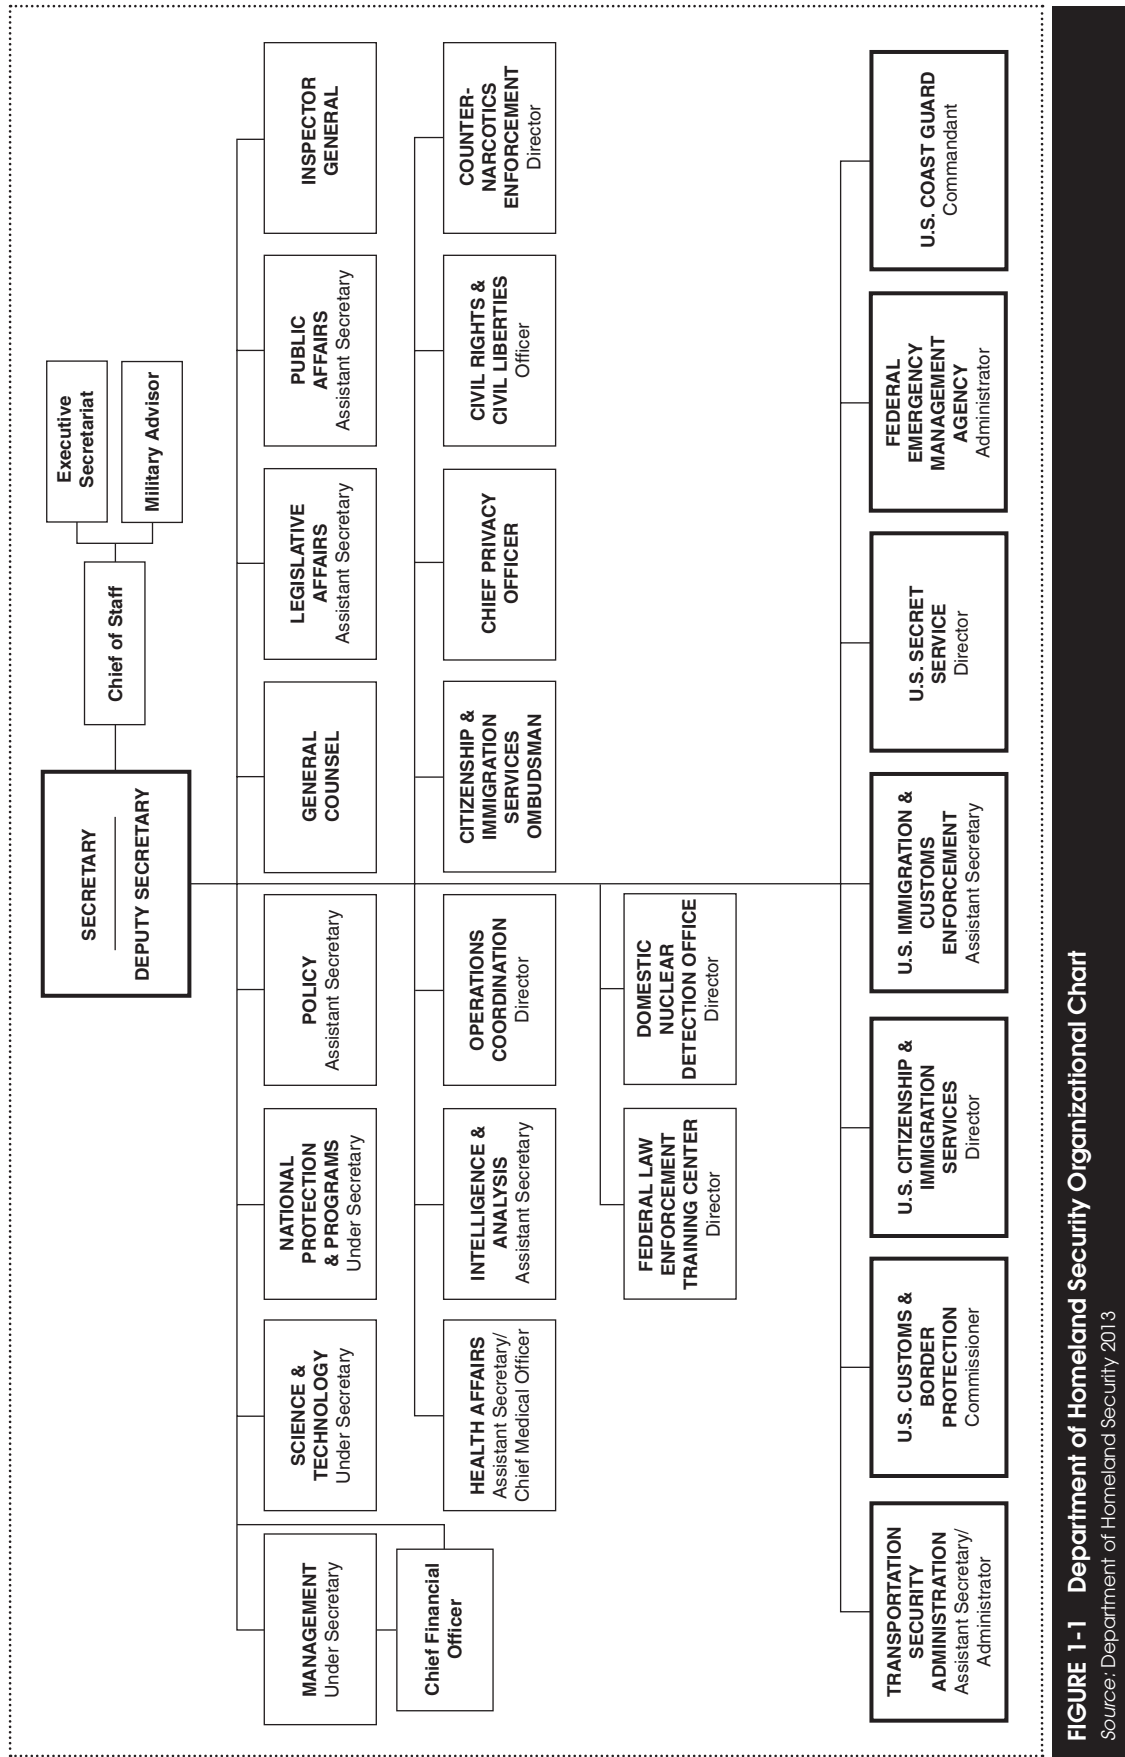 SECRETARY
DEPUTY SECRETARY
Chief of Staff
Executive
Secretariat
Military Advisor
MANAGEMENT
Under Secretary
Chief Financial
Officer
SCIENCE &
TECHNOLOGY
Under Secretary
NATIONAL
PROTECTION
& PROGRAMS
Under Secretary
POLICY
Assistant Secretary
GENERAL
COUNSEL
LEGISLATIVE
AFFAIRS
Assistant Secretary
PUBLIC
AFFAIRS
Assistant Secretary
INSPECTOR
GENERAL
HEALTH AFFAIRS
Assistant Secretary/
Chief Medical Officer
INTELLIGENCE &
ANALYSIS
Assistant Secretary
OPERATIONS
COORDINATION
Director
CITIZENSHIP &
IMMIGRATION
SERVICES
OMBUDSMAN
CHIEF PRIVACY
OFFICER
CIVIL RIGHTS &
CIVIL LIBERTIES
Officer
COUNTER-
NARCOTICS
ENFORCEMENT
Director
FEDERAL LAW
ENFORCEMENT
TRAINING CENTER
Director
DOMESTIC
NUCLEAR
DETECTION OFFICE
Director
TRANSPORTATION
SECURITY
ADMINISTRATION
Assistant Secretary/
Administrator
U.S. CUSTOMS &
BORDER
PROTECTION
Commissioner
U.S. CITIZENSHIP &
IMMIGRATION
SERVICES
Director
U.S. IMMIGRATION &
CUSTOMS
ENFORCEMENT
Assistant Secretary
U.S. SECRET
SERVICE
Director
FEDERAL
EMERGENCY
MANAGEMENT
AGENCY
Administrator
U.S. COAST GUARD
Commandant
FIGURE 1-1 Department of Homeland Security Organizational Chart
Source: Department of Homeland Security 2013